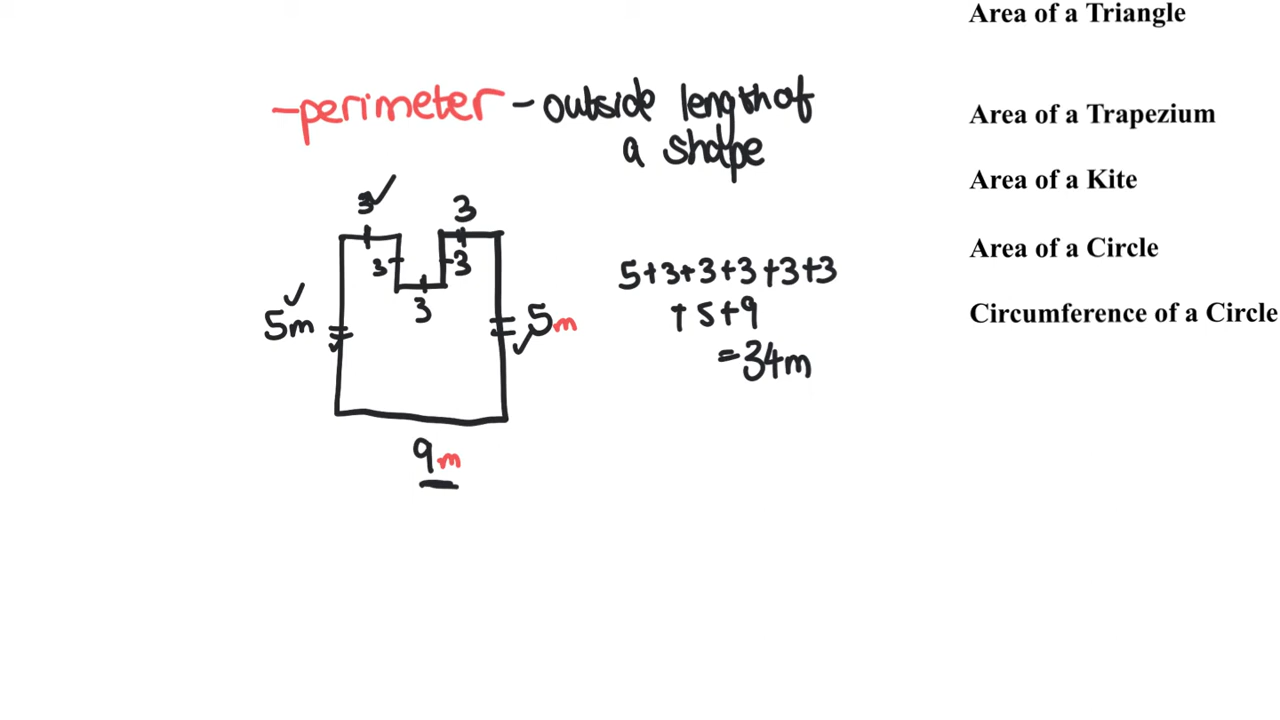 Area of a Triangle
-perimeter - outside length of
a shape
Area of a Trapezium
Area of a Kite
3 3
Area of a Circle
3 3
5+3+3+3+3+3
3
+5+9
Circumference of a Circle
5m 5m
=34m
9m